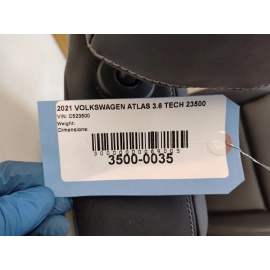 2021 VOLKSWAGEN ATLAS 3.6 TECH 23500
VIN: C523500
Weight:
Dimensions:
3500-0035